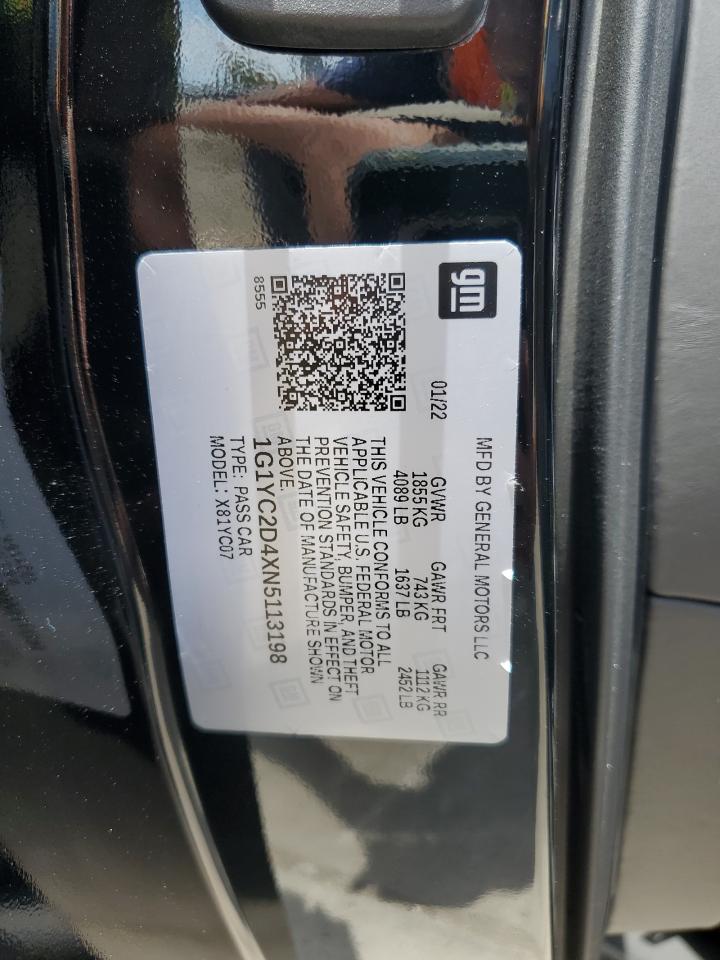 gm
MFD BY GENERAL MOTORS LLC
01/22 GVWR GAWR FRT GAWR RR
1855 KG 743 KG 1112 KG
4089 LB 1637 LB 2452 LB
THIS VEHICLE CONFORMS TO ALL
APPLICABLE U.S. FEDERAL MOTOR
VEHICLE SAFETY, BUMPER, AND THEFT
PREVENTION STANDARDS IN EFFECT ON
THE DATE OF MANUFACTURE SHOWN
ABOVE.
8555
1G1YC2D4XN5113198
TYPE: PASS CAR
MODEL: X81YC07